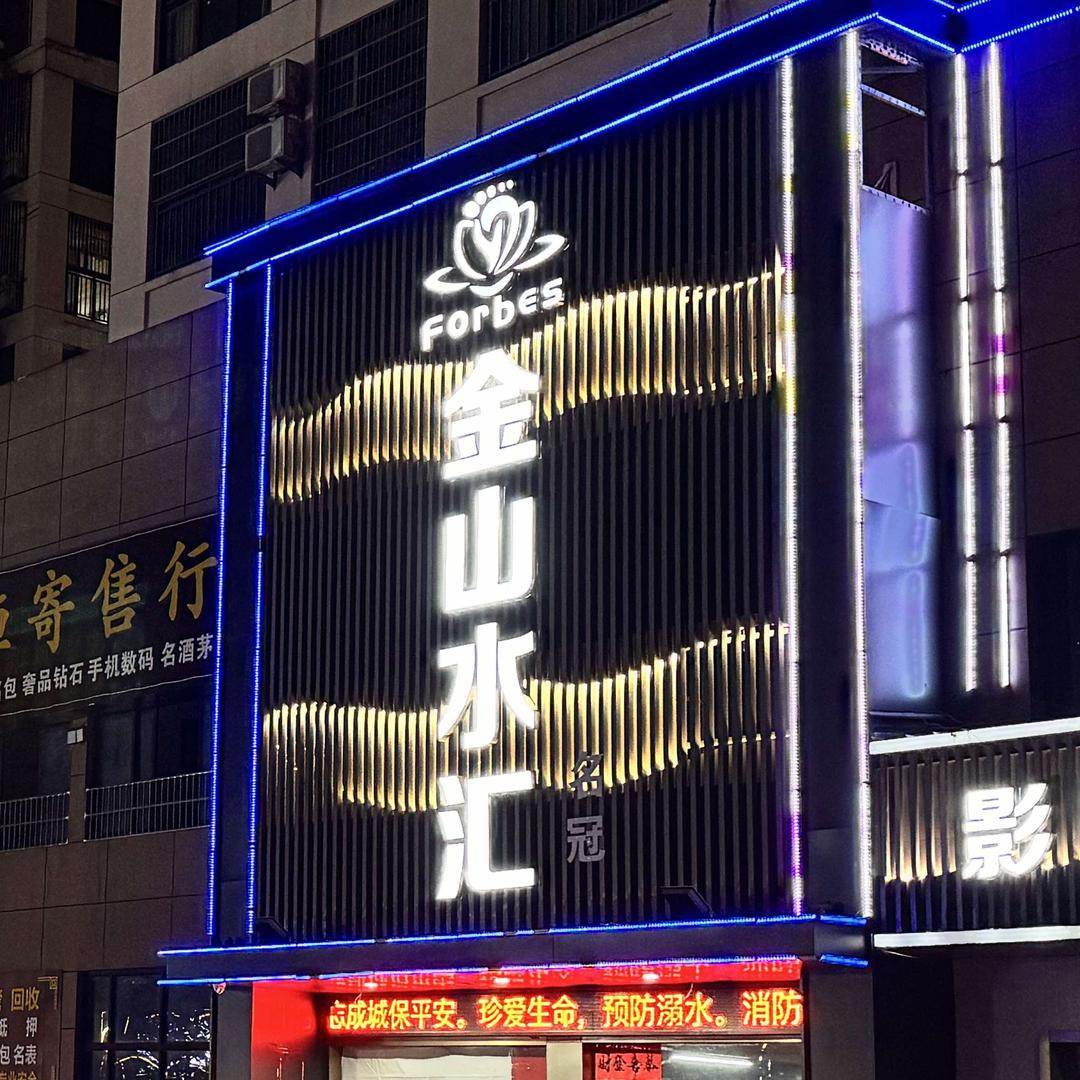 Forbes
金山水汇
名冠
寄售行
包 奢品钻石 手机数码 名酒茅
影
志成城保平安。珍爱生命，预防溺水。消防
回收
押
包名表